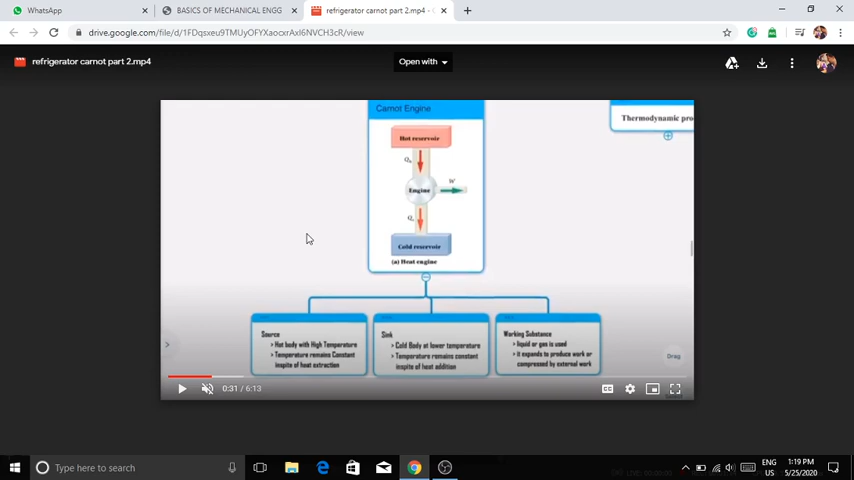 WhatsApp
BASICS OF MECHANICAL ENGG
refrigerator carnot part 2.mp4 -
drive.google.com/file/d/1FDqsxeu9TMUyOFYXaocxrAxI6NVCH3cR/view
refrigerator carnot part 2.mp4
Open with
Carnot Engine
Hot reservoir
Engine
W
Cold reservoir
(a) Heat engine
Thermodynamic pro
Source
> Hot body with High Temperature
> Temperature remains Constant
inspite of heat extraction
Sink
> Cold Body at lower temperature
> Temperature remains constant
inspite of heat addition
Working Substance
> liquid or gas is used
> it expands to produce work or
compressed by external work
Drag
0:31 / 6:13
CC
Type here to search
ENG
US
1:19 PM
5/25/2020